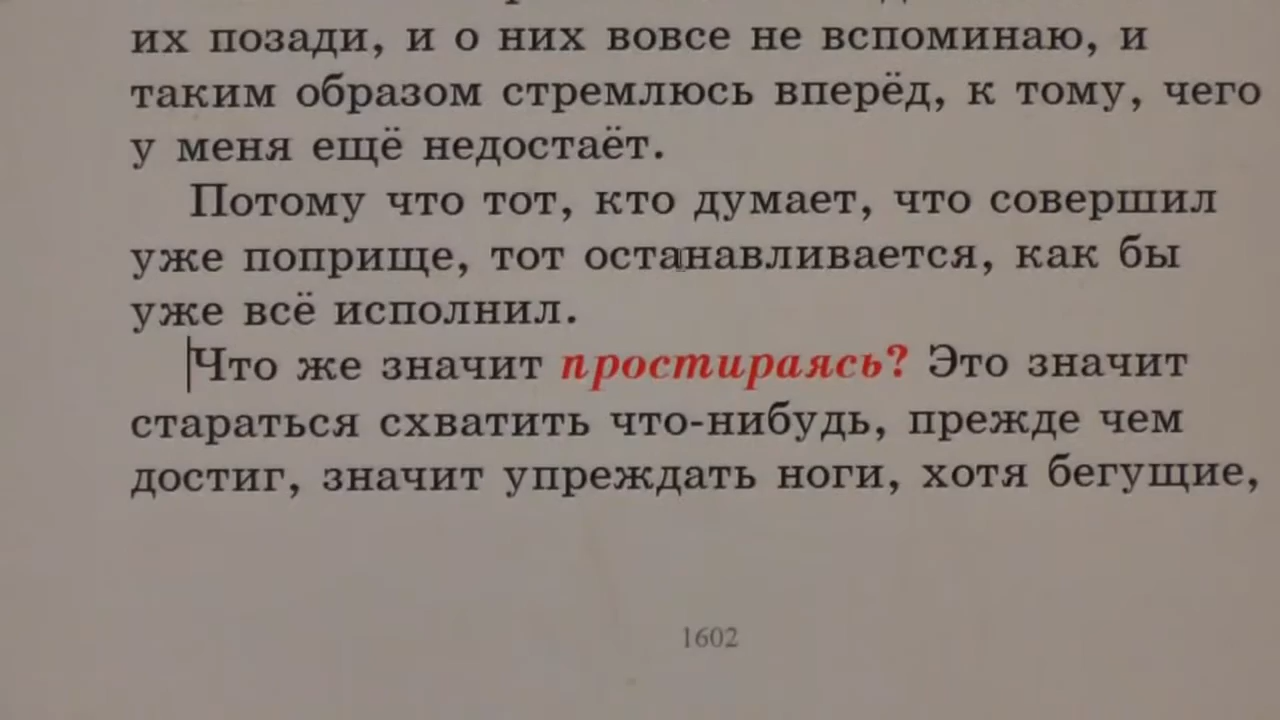 их позади, и о них вовсе не вспоминаю, и
таким образом стремлюсь вперёд, к тому, чего
у меня ещё недостаёт.
Потому что тот, кто думает, что совершил
уже поприще, тот останавливается, как бы
уже всё исполнил.
Что же значит простираясь? Это значит
стараться схватить что-нибудь, прежде чем
достиг, значит упреждать ноги, хотя бегущие,
1602